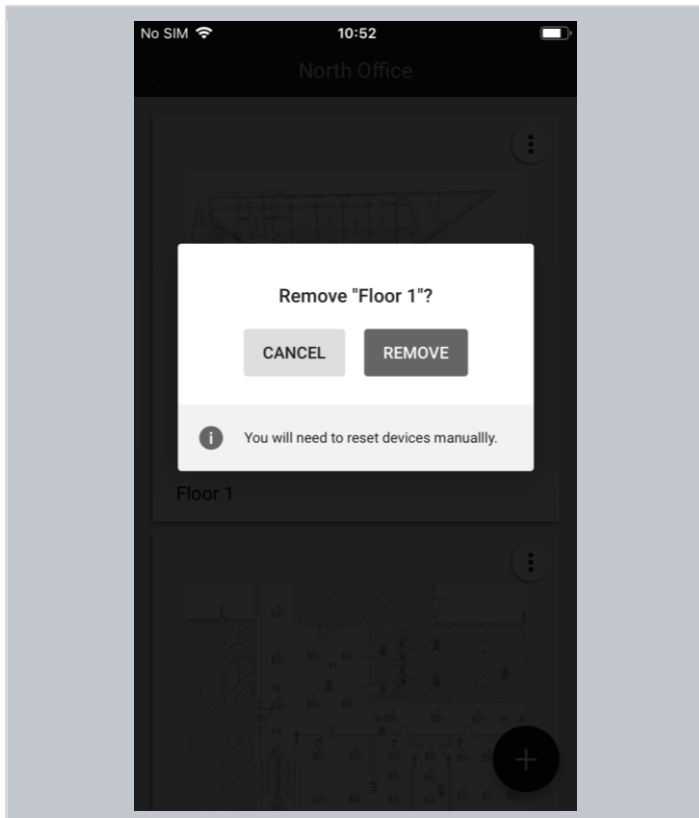 No SIM 10:52
North Office
Remove "Floor 1"?
CANCEL REMOVE
i You will need to reset devices manuallly.
Floor 1